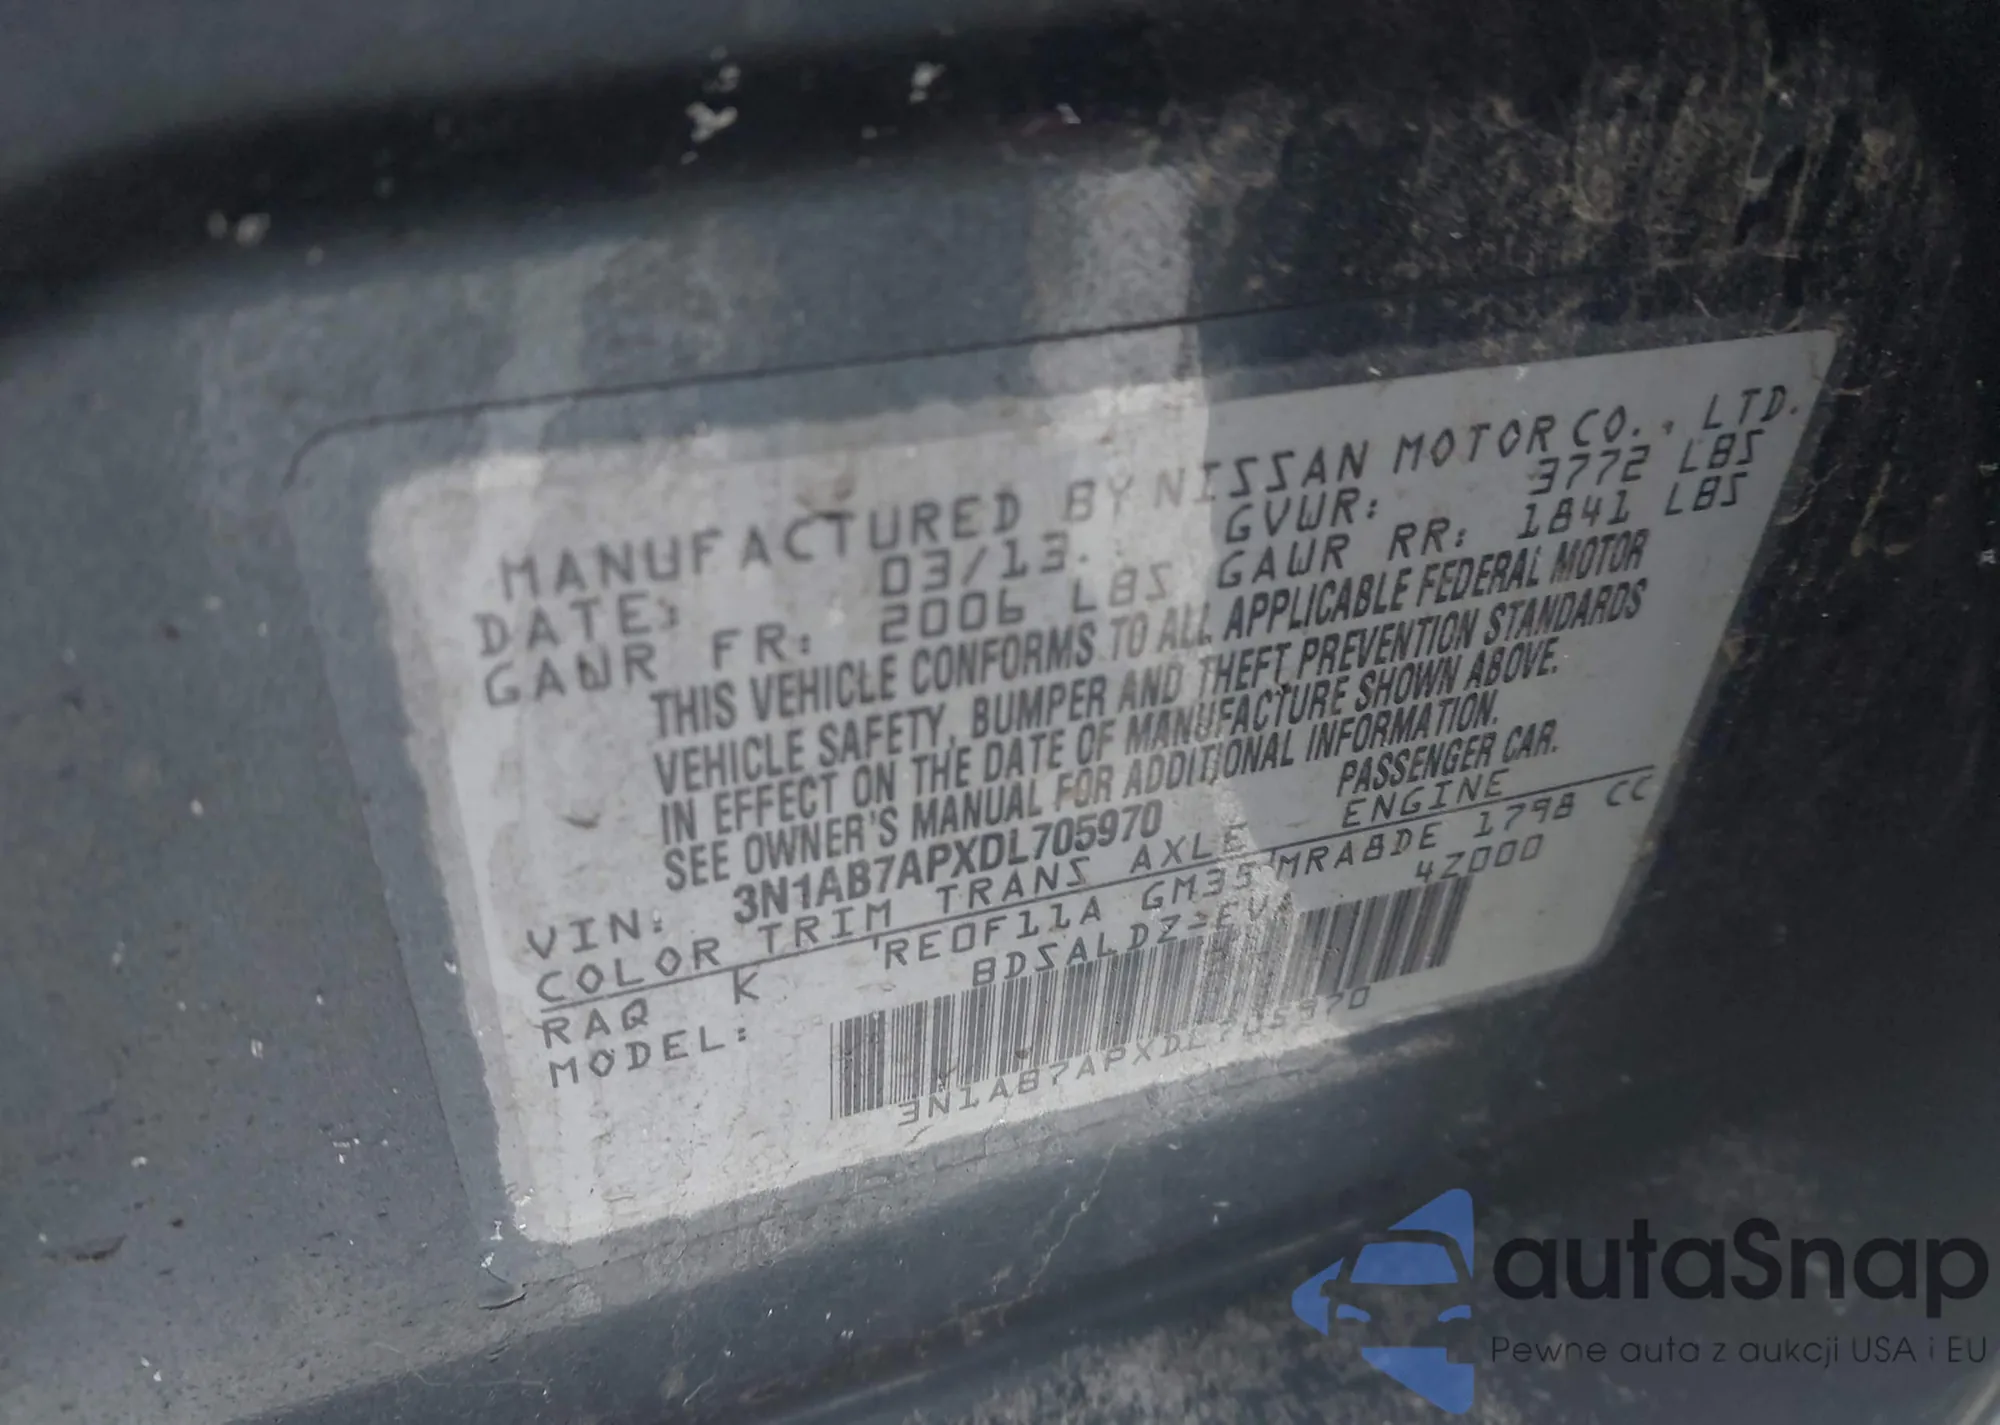 MANUFACTURED BY NISSAN MOTOR CO., LTD.
DATE: 03/13 GVWR: 3772 LBS
GAWR FR: 2006 LBS GAWR RR: 1841 LBS
THIS VEHICLE CONFORMS TO ALL APPLICABLE FEDERAL MOTOR
VEHICLE SAFETY, BUMPER AND THEFT PREVENTION STANDARDS
IN EFFECT ON THE DATE OF MANUFACTURE SHOWN ABOVE.
SEE OWNER'S MANUAL FOR ADDITIONAL INFORMATION.
VIN: 3N1AB7APXDL705970 PASSENGER CAR.
COLOR TRIM TRANS AXLE ENGINE
RAQ K RE0F11A GM35 MRA8DE 1798 CC
MODEL: BDSALDZ-EV 4Z000
3N1AB7APXDL705970
autaSnap
Pewne auta z aukcji USA i EU